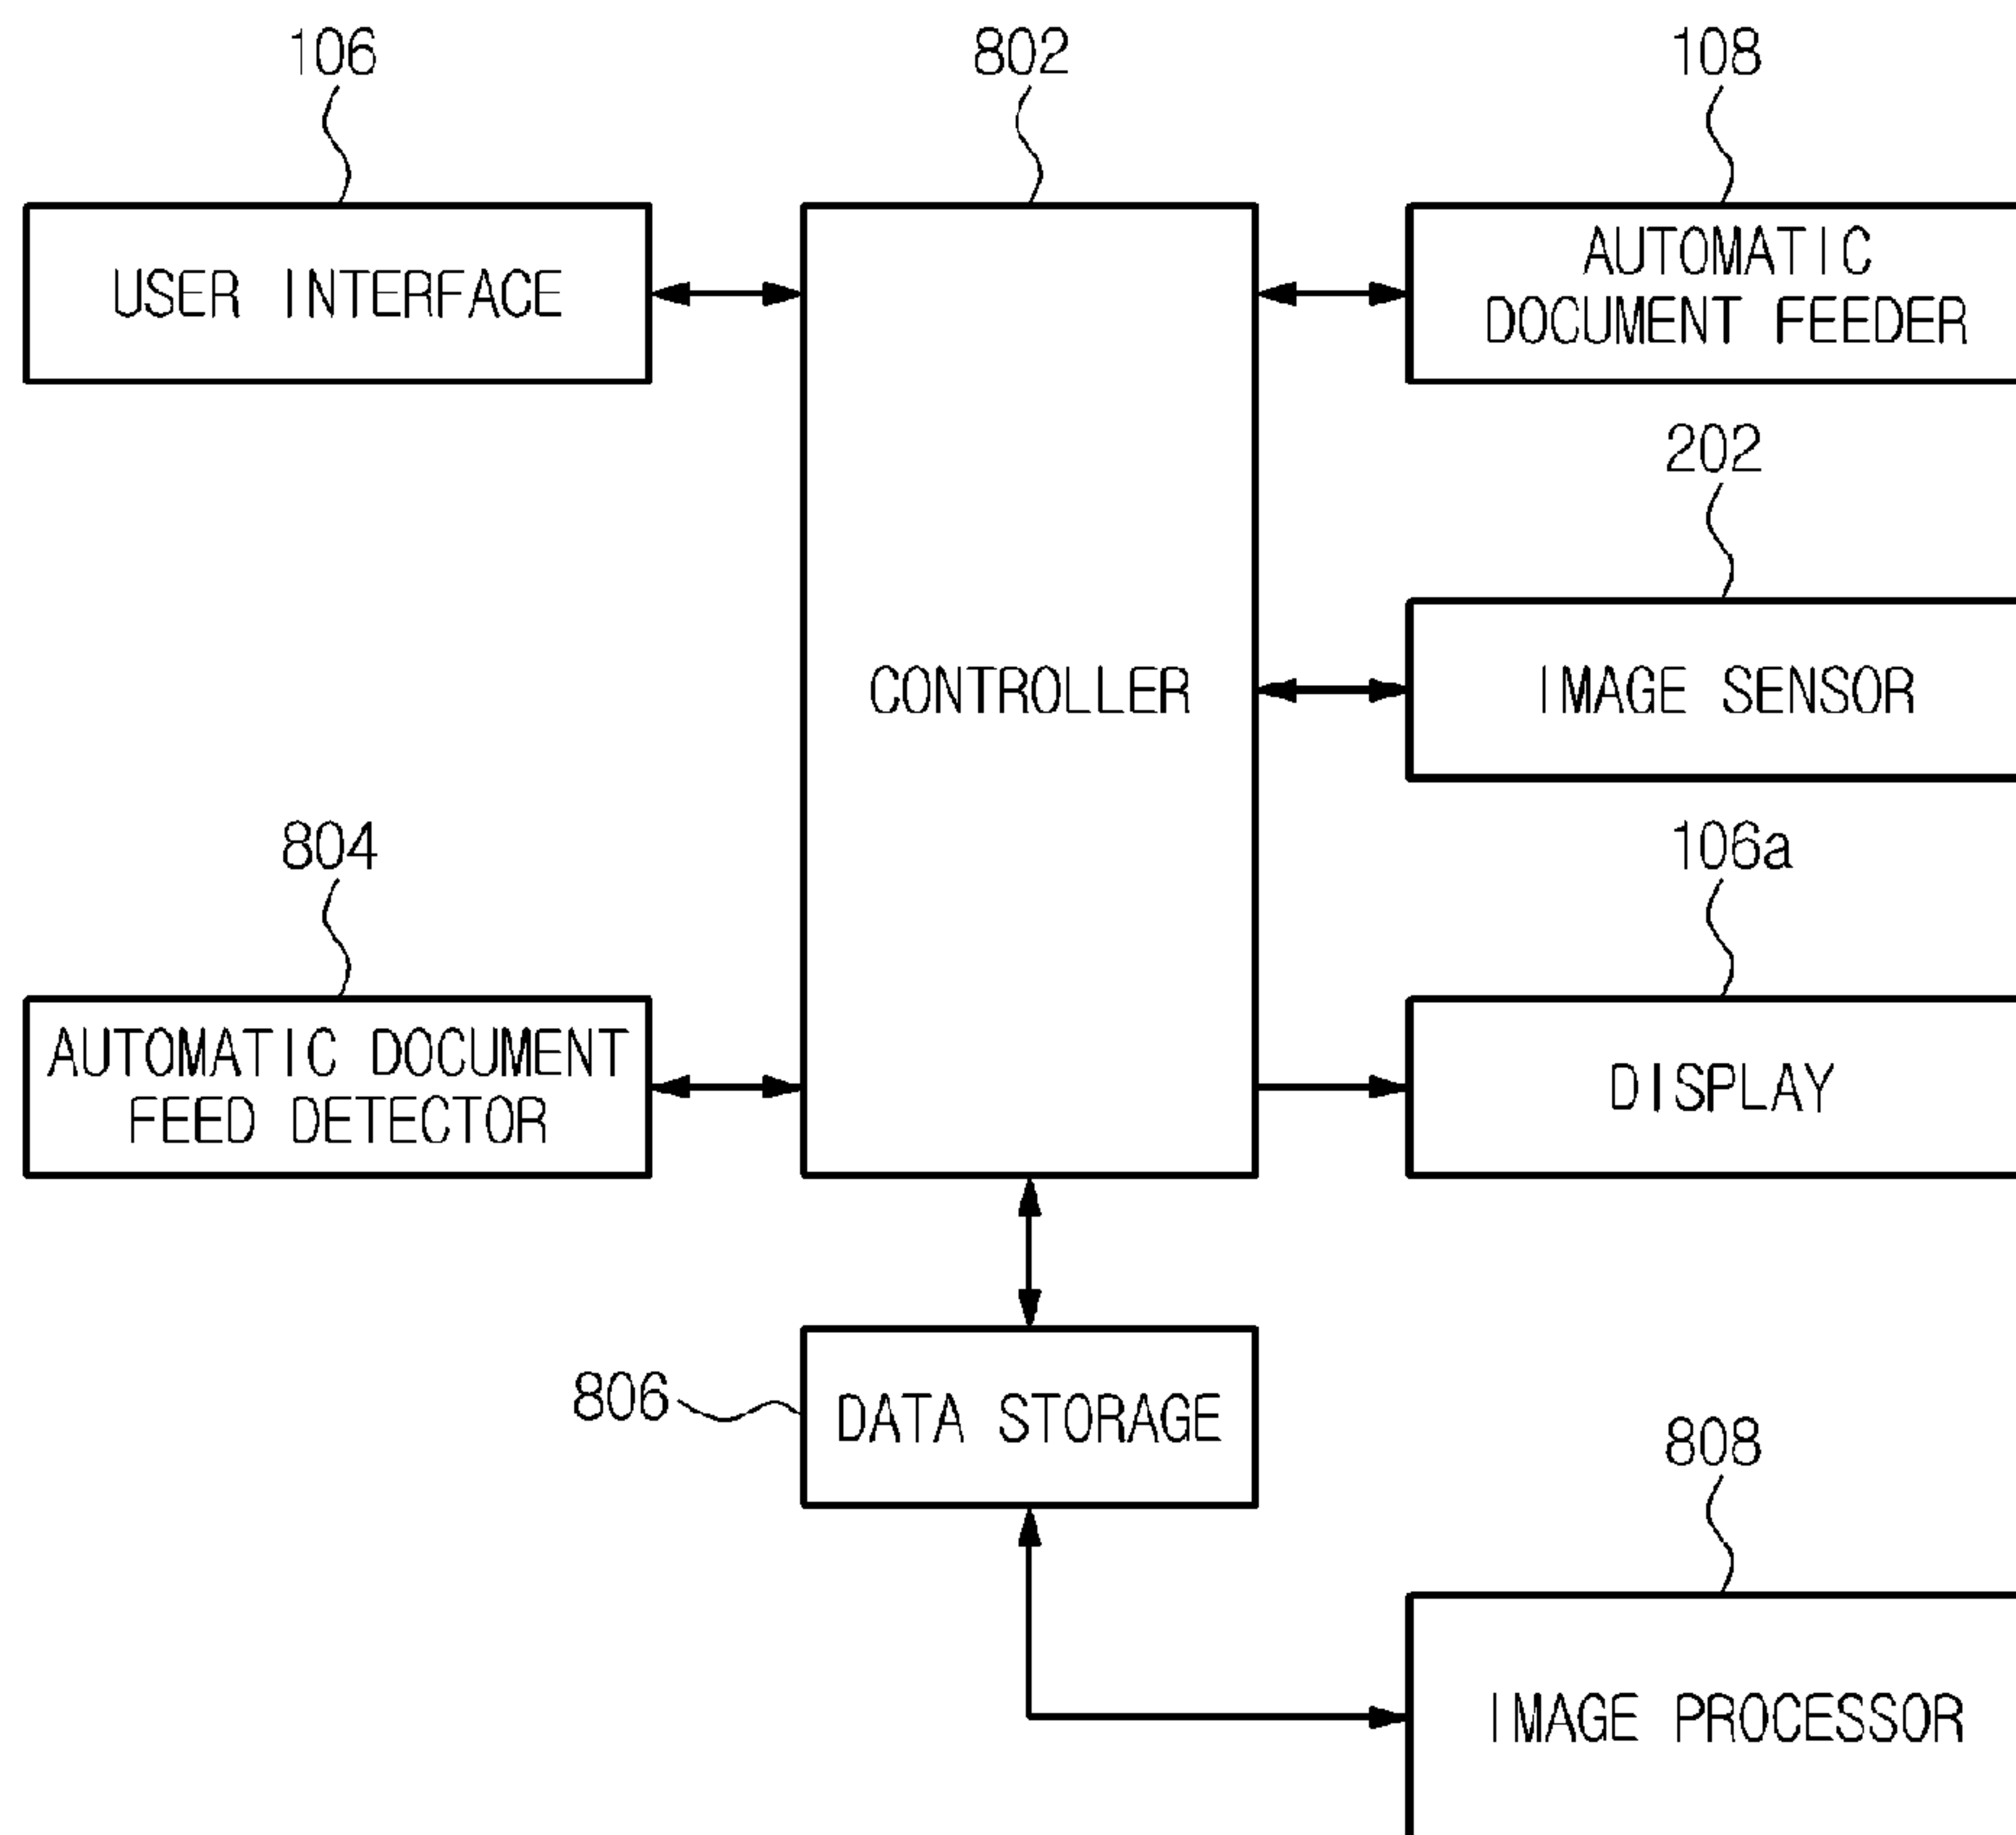 106
802
108
USER INTERFACE
AUTOMATIC
DOCUMENT FEEDER
202
CONTROLLER
IMAGE SENSOR
804
106a
AUTOMATIC DOCUMENT
FEED DETECTOR
DISPLAY
806
DATA STORAGE
808
IMAGE PROCESSOR